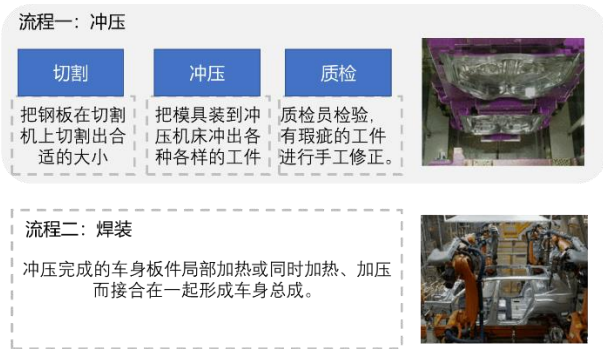 流程一：冲压
切割
冲压
质检
把钢板在切割
机上切割出合
适的大小
把模具装到冲
压机床冲出各
种各样的工件
质检员检验，
有瑕疵的工件
进行手工修正。
流程二：焊装
冲压完成的车身板件局部加热或同时加热、加压
而接合在一起形成车身总成。